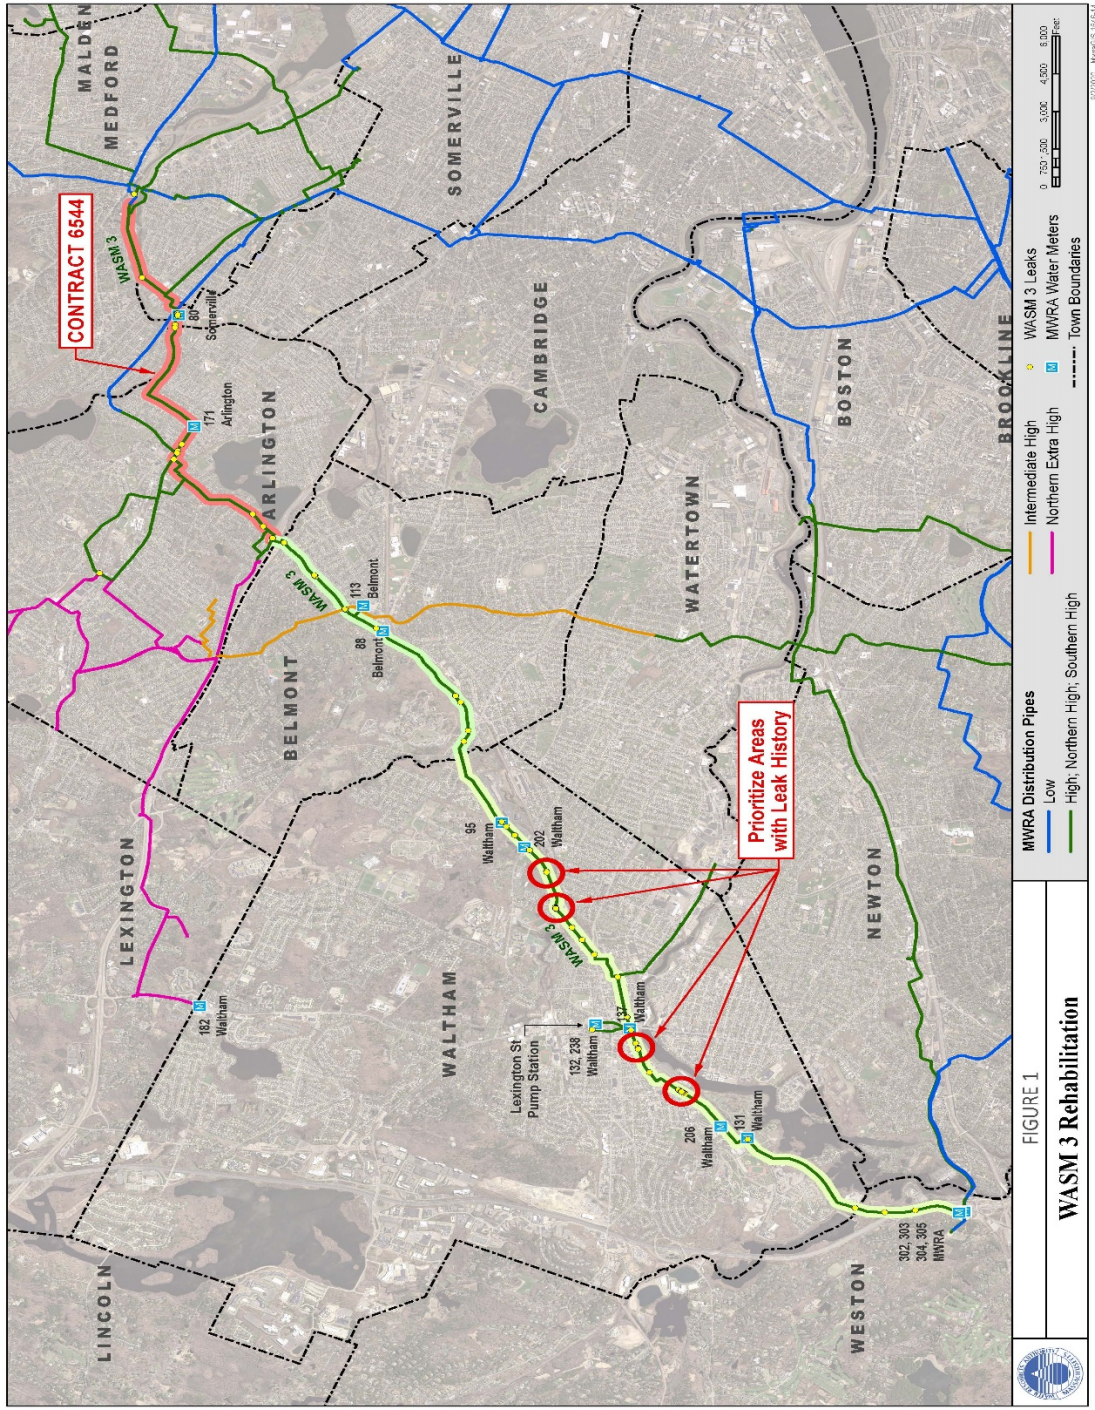 LINCOLN
LEXINGTON
MALDEN
MEDFORD
CONTRACT 6544
WASM 3
80
Somerville
171
Arlington
ARLINGTON
SOMERVILLE
182
Waltham
BELMONT
WASM 3
113
Belmont
88
Belmont
CAMBRIDGE
WALTHAM
95
Waltham
202
Waltham
WASM 3
Lexington St
Pump Station
132, 238
Waltham
137
Waltham
206
Waltham
131
Waltham
WATERTOWN
Prioritize Areas
with Leak History
WESTON
302, 303
304, 305
MWRA
NEWTON
BOSTON
BROOKLINE
FIGURE 1
WASM 3 Rehabilitation
MWRA Distribution Pipes
Low
High; Northern High; Southern High
Intermediate High
Northern Extra High
WASM 3 Leaks
MWRA Water Meters
Town Boundaries
0 750 1,500 3,000 4,500 6,000
Feet